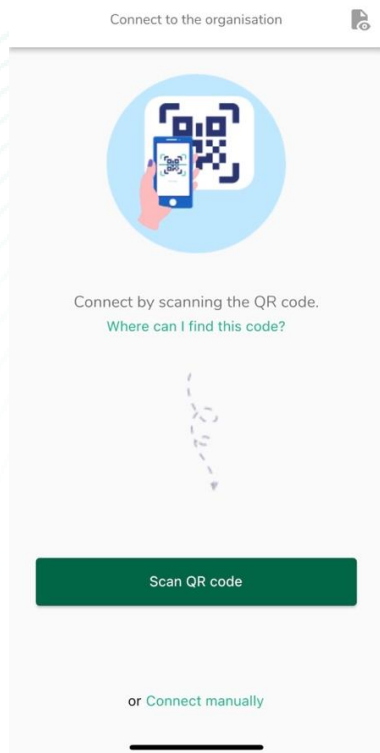 Connect to the organisation
Connect by scanning the QR code.
Where can I find this code?
Scan QR code
or Connect manually